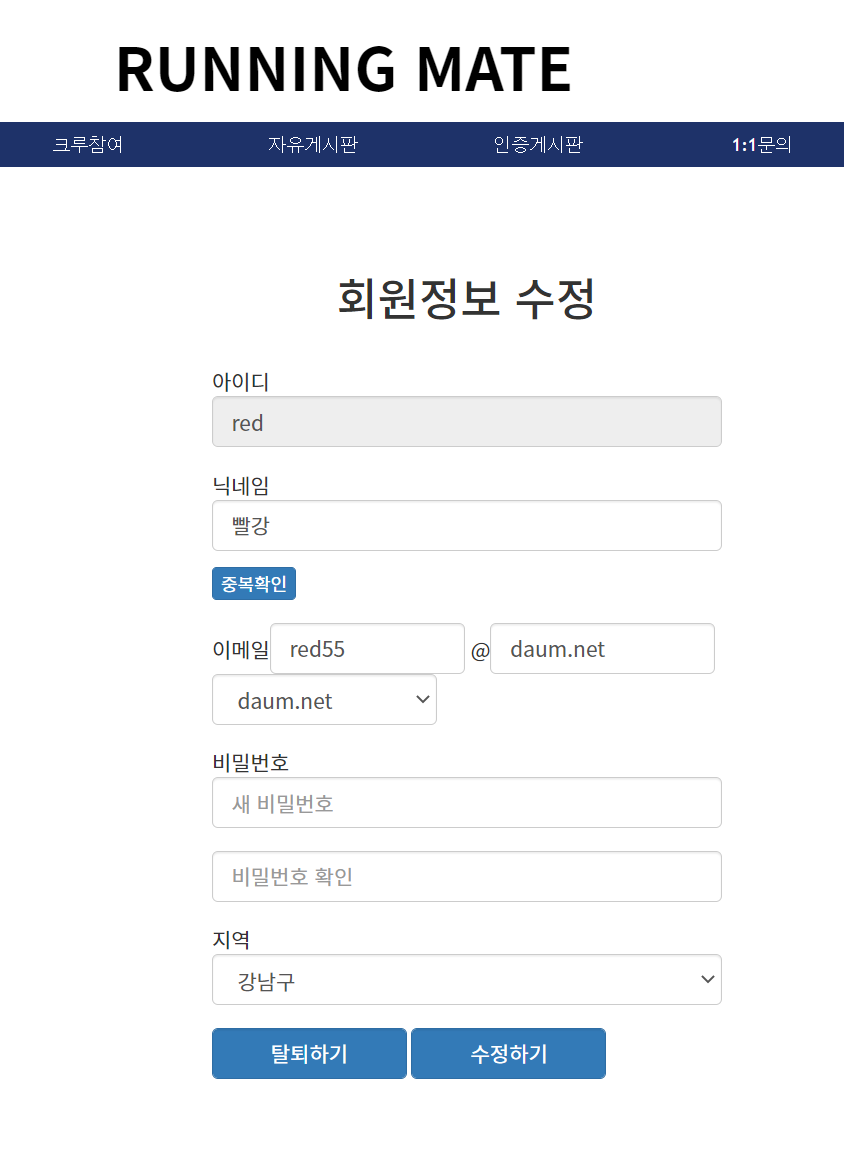 RUNNING MATE
크루참여 자유게시판 인증게시판 1:1문의
회원정보 수정
아이디
red
닉네임
빨강
중복확인
이메일 red55 @ daum.net
daum.net
비밀번호
새 비밀번호
비밀번호 확인
지역
강남구
탈퇴하기 수정하기